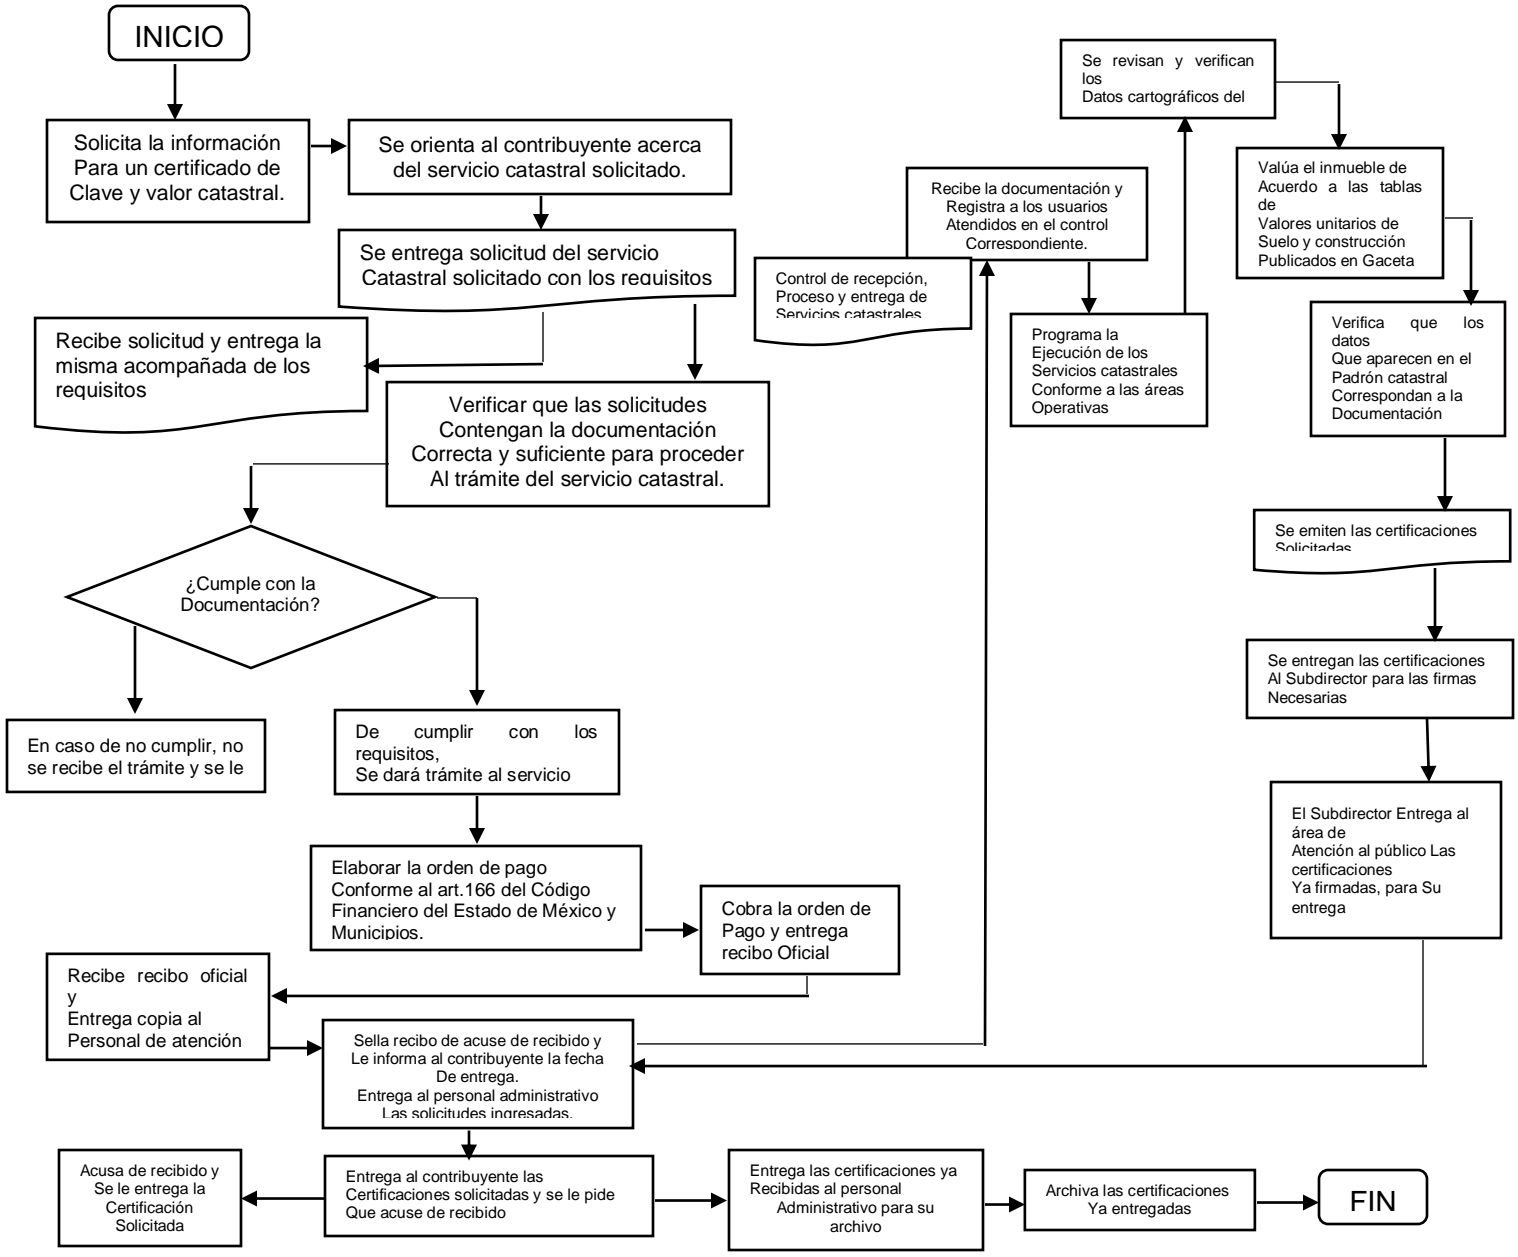 INICIO
Solicita la información
Para un certificado de
Clave y valor catastral.
Se orienta al contribuyente acerca
del servicio catastral solicitado.
Se entrega solicitud del servicio
Catastral solicitado con los requisitos
Recibe solicitud y entrega la
misma acompañada de los
requisitos
Verificar que las solicitudes
Contengan la documentación
Correcta y suficiente para proceder
Al trámite del servicio catastral.
¿Cumple con la
Documentación?
En caso de no cumplir, no
se recibe el trámite y se le
De cumplir con los
requisitos,
Se dará trámite al servicio
Elaborar la orden de pago
Conforme al art.166 del Código
Financiero del Estado de México y
Municipios.
Cobra la orden de
Pago y entrega
recibo Oficial
Recibe recibo oficial
y
Entrega copia al
Personal de atención
Sella recibo de acuse de recibido y
Le informa al contribuyente la fecha
De entrega.
Entrega al personal administrativo
Las solicitudes ingresadas.
Recibe la documentación y
Registra a los usuarios
Atendidos en el control
Correspondiente.
Control de recepción,
Proceso y entrega de
Servicios catastrales
Programa la
Ejecución de los
Servicios catastrales
Conforme a las áreas
Operativas
Se revisan y verifican
los
Datos cartográficos del
Valúa el inmueble de
Acuerdo a las tablas
de
Valores unitarios de
Suelo y construcción
Publicados en Gaceta
Verifica que los
datos
Que aparecen en el
Padrón catastral
Correspondan a la
Documentación
Se emiten las certificaciones
Solicitadas
Se entregan las certificaciones
Al Subdirector para las firmas
Necesarias
El Subdirector Entrega al
área de
Atención al público Las
certificaciones
Ya firmadas, para Su
entrega
Acusa de recibido y
Se le entrega la
Certificación
Solicitada
Entrega al contribuyente las
Certificaciones solicitadas y se le pide
Que acuse de recibido
Entrega las certificaciones ya
Recibidas al personal
Administrativo para su
archivo
Archiva las certificaciones
Ya entregadas
FIN